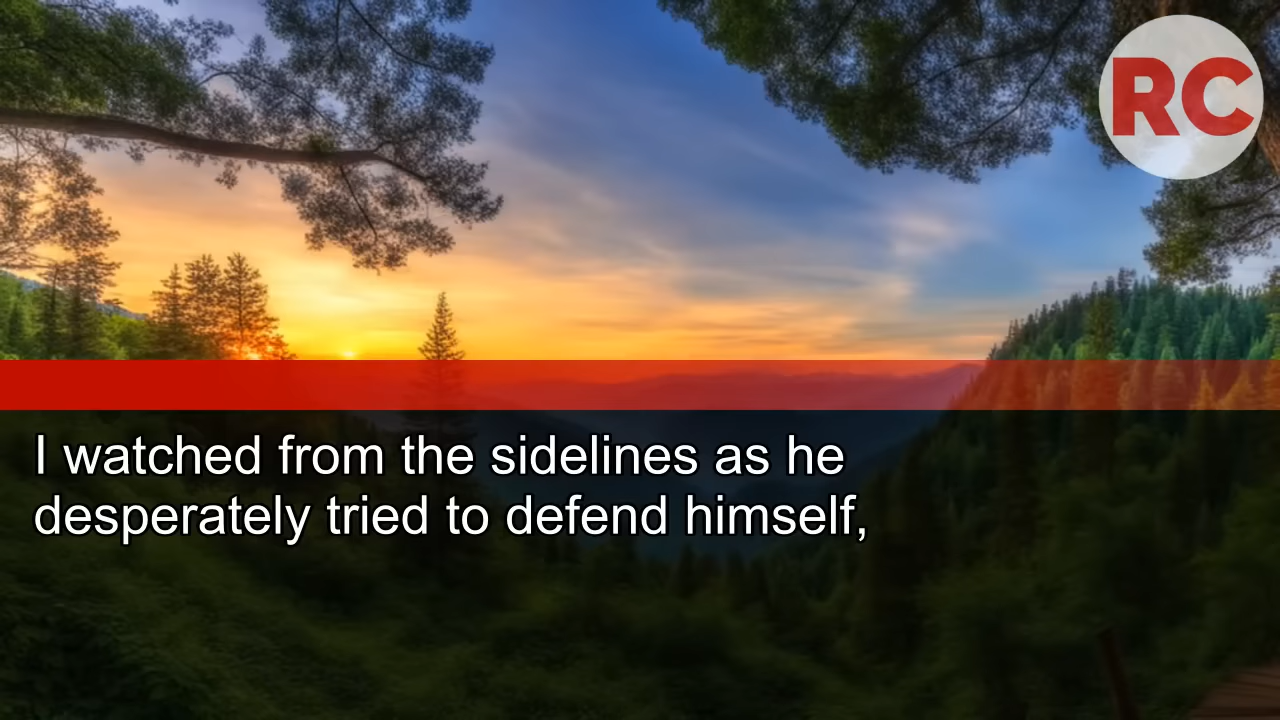 RC
I watched from the sidelines as he
desperately tried to defend himself,